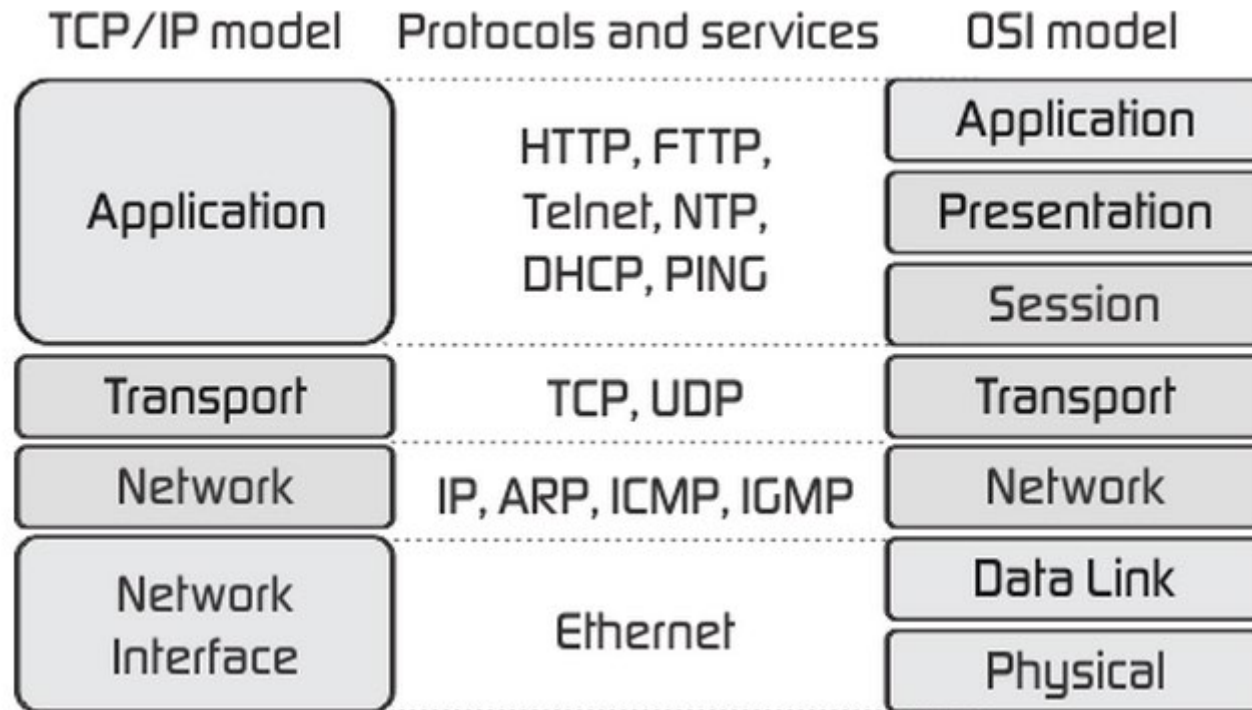 TCP/IP model Protocols and services OSI model
Application
HTTP, FTTP,
Telnet, NTP,
DHCP, PING
Application
Presentation
Session
Transport
TCP, UDP
Transport
Network
IP, ARP, ICMP, IGMP
Network
Network
Interface
Ethernet
Data Link
Physical